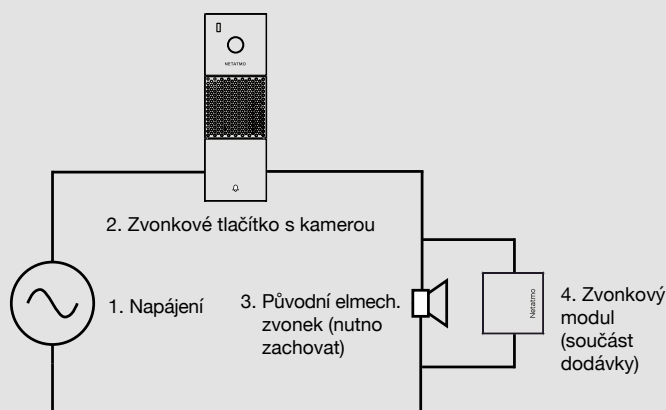 NETATMO
2. Zvonkové tlačítko s kamerou
1. Napájení
3. Původní elmech.
zvonek (nutno
zachovat)
Netatmo
4. Zvonkový
modul
(součást
dodávky)